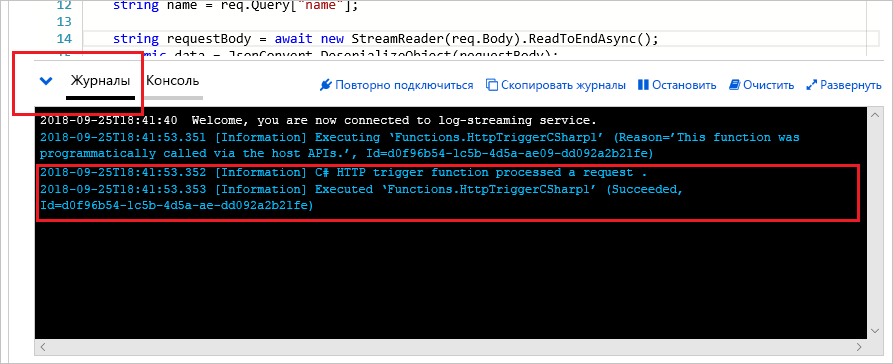 12 string name = req.Query["name"];
13
14 string requestBody = await new StreamReader(req.Body).ReadToEndAsync();
data = JsonConvert.DeserializeObject(requestBody);
Журналы Консоль Повторно подключиться Скопировать журналы Остановить Очистить Развернуть
2018-09-25T18:41:40 Welcome, you are now connected to log-streaming service.
2018-09-25T18:41:53.351 [Information] Executing ‘Functions.HttpTriggerCSharp1’ (Reason=’This function was
programmatically called via the host APIs.’, Id=d0f96b54-1c5b-4d5a-ae09-dd092a2b21fe)
2018-09-25T18:41:53.352 [Information] C# HTTP trigger function processed a request .
2018-09-25T18:41:53.353 [Information] Executed ‘Functions.HttpTriggerCSharp1’ (Succeeded,
Id=d0f96b54-1c5b-4d5a-ae-dd092a2b21fe)